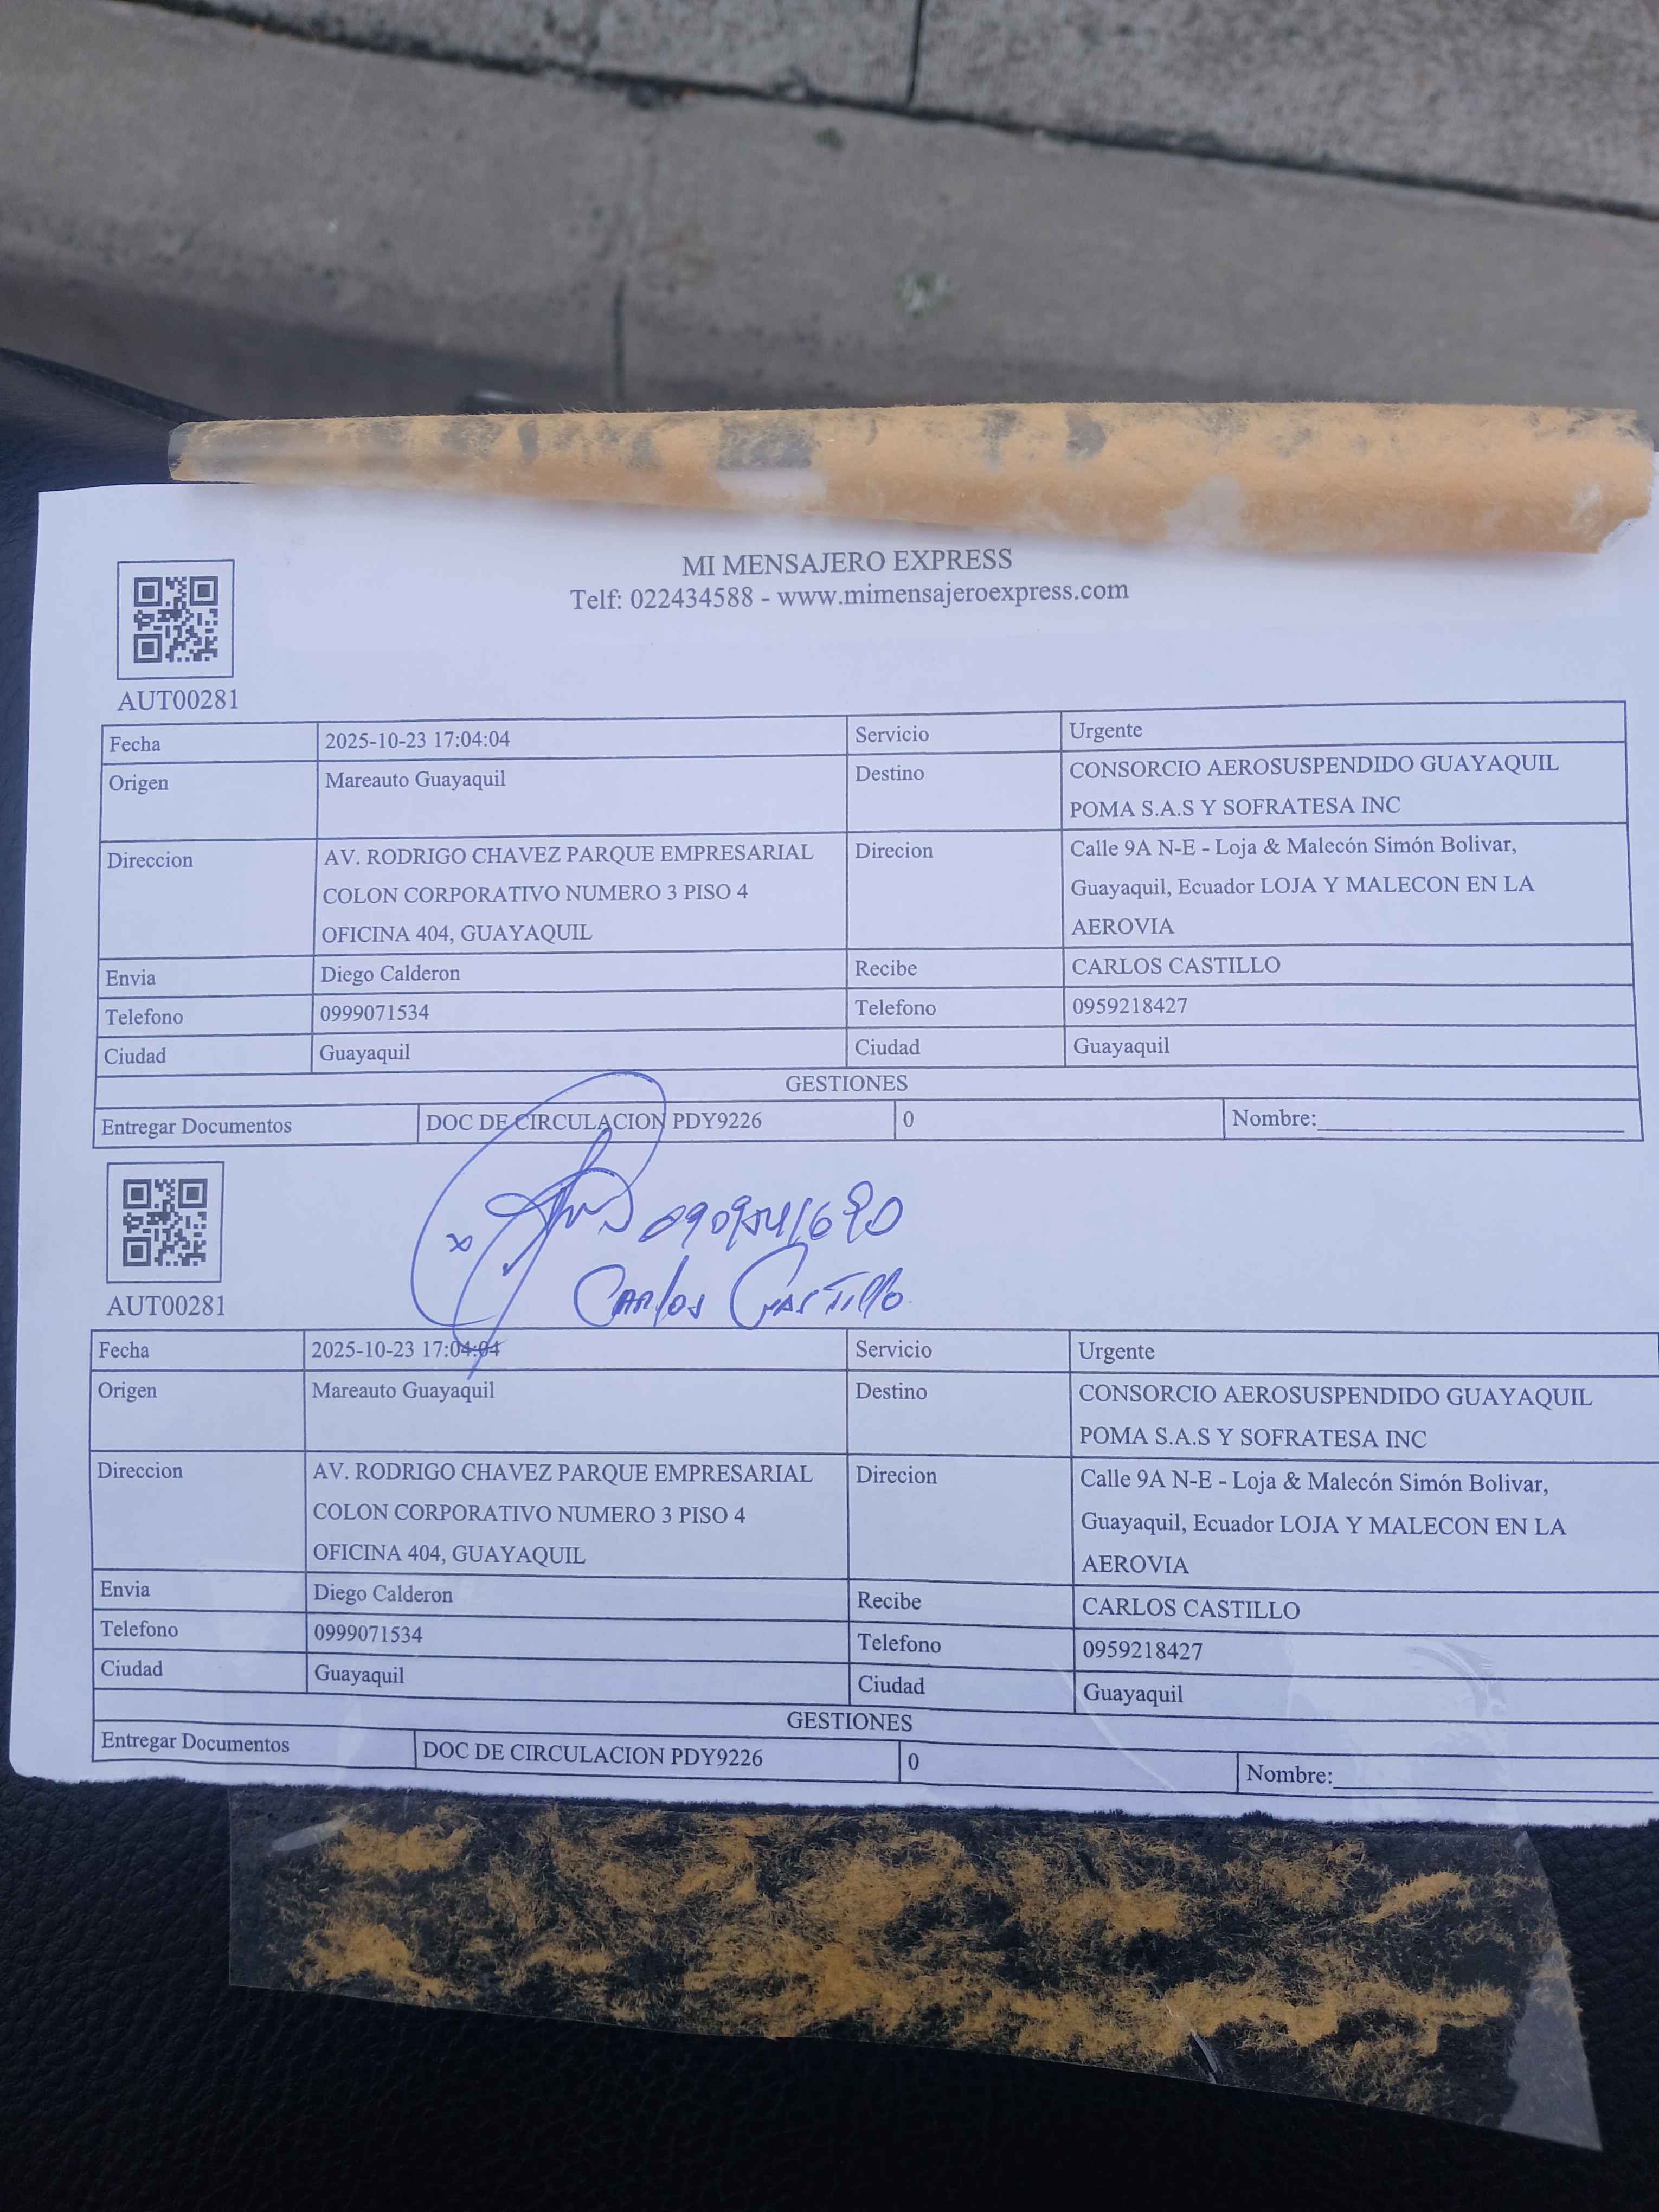 MI MENSAJERO EXPRESS
Telf: 022434588 - www.mimensajeroexpress.com
AUT00281
Fecha 2025-10-23 17:04:04 Servicio Urgente
Origen Mareauto Guayaquil Destino CONSORCIO AEROSUSPENDIDO GUAYAQUIL
POMA S.A.S Y SOFRATESA INC
Direccion AV. RODRIGO CHAVEZ PARQUE EMPRESARIAL Direcion Calle 9A N-E - Loja & Malecón Simón Bolivar,
COLON CORPORATIVO NUMERO 3 PISO 4 Guayaquil, Ecuador LOJA Y MALECON EN LA
OFICINA 404, GUAYAQUIL AEROVIA
Envia Diego Calderon Recibe CARLOS CASTILLO
Telefono 0999071534 Telefono 0959218427
Ciudad Guayaquil Ciudad Guayaquil
GESTIONES
Entregar Documentos DOC DE CIRCULACION PDY9226 0 Nombre:
Carlos Castillo
AUT00281
Fecha 2025-10-23 17:04:04 Servicio Urgente
Origen Mareauto Guayaquil Destino CONSORCIO AEROSUSPENDIDO GUAYAQUIL
POMA S.A.S Y SOFRATESA INC
Direccion AV. RODRIGO CHAVEZ PARQUE EMPRESARIAL Direcion Calle 9A N-E - Loja & Malecón Simón Bolivar,
COLON CORPORATIVO NUMERO 3 PISO 4 Guayaquil, Ecuador LOJA Y MALECON EN LA
OFICINA 404, GUAYAQUIL AEROVIA
Envia Diego Calderon Recibe CARLOS CASTILLO
Telefono 0999071534 Telefono 0959218427
Ciudad Guayaquil Ciudad Guayaquil
GESTIONES
Entregar Documentos DOC DE CIRCULACION PDY9226 0 Nombre: